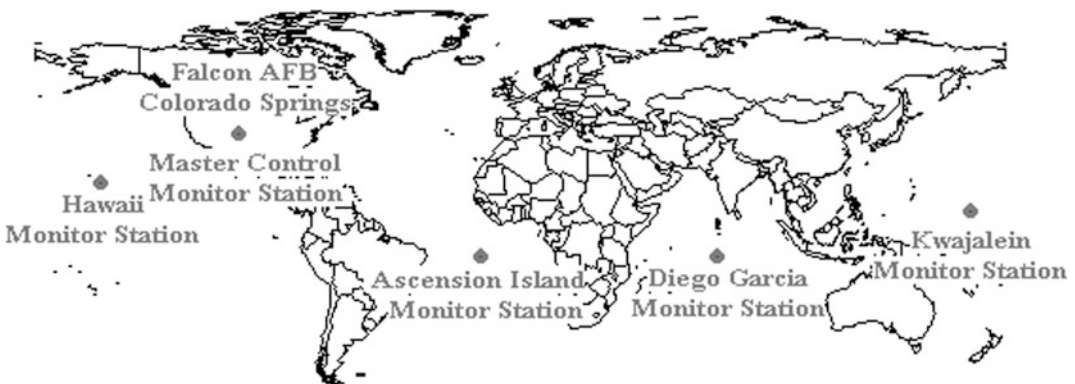 Falcon AFB
Colorado Springs
Master Control
Monitor Station
Hawaii
Monitor Station
Ascension Island
Monitor Station
Diego Garcia
Monitor Station
Kwajalein
Monitor Station